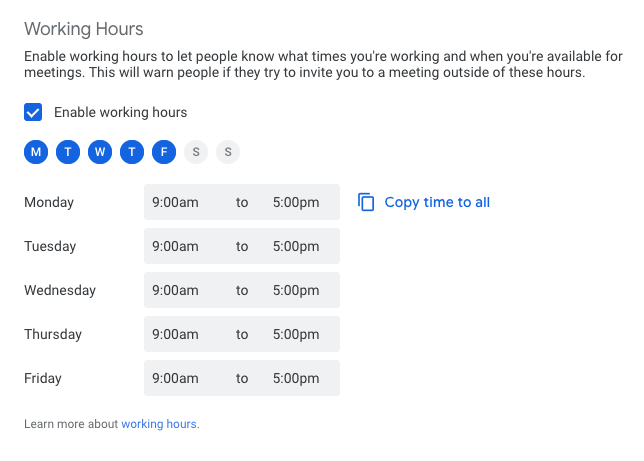 Working Hours
Enable working hours to let people know what times you're working and when you're available for
meetings. This will warn people if they try to invite you to a meeting outside of these hours.
Enable working hours
M T W T F S S
Monday 9:00am to 5:00pm Copy time to all
Tuesday 9:00am to 5:00pm
Wednesday 9:00am to 5:00pm
Thursday 9:00am to 5:00pm
Friday 9:00am to 5:00pm
Learn more about working hours.